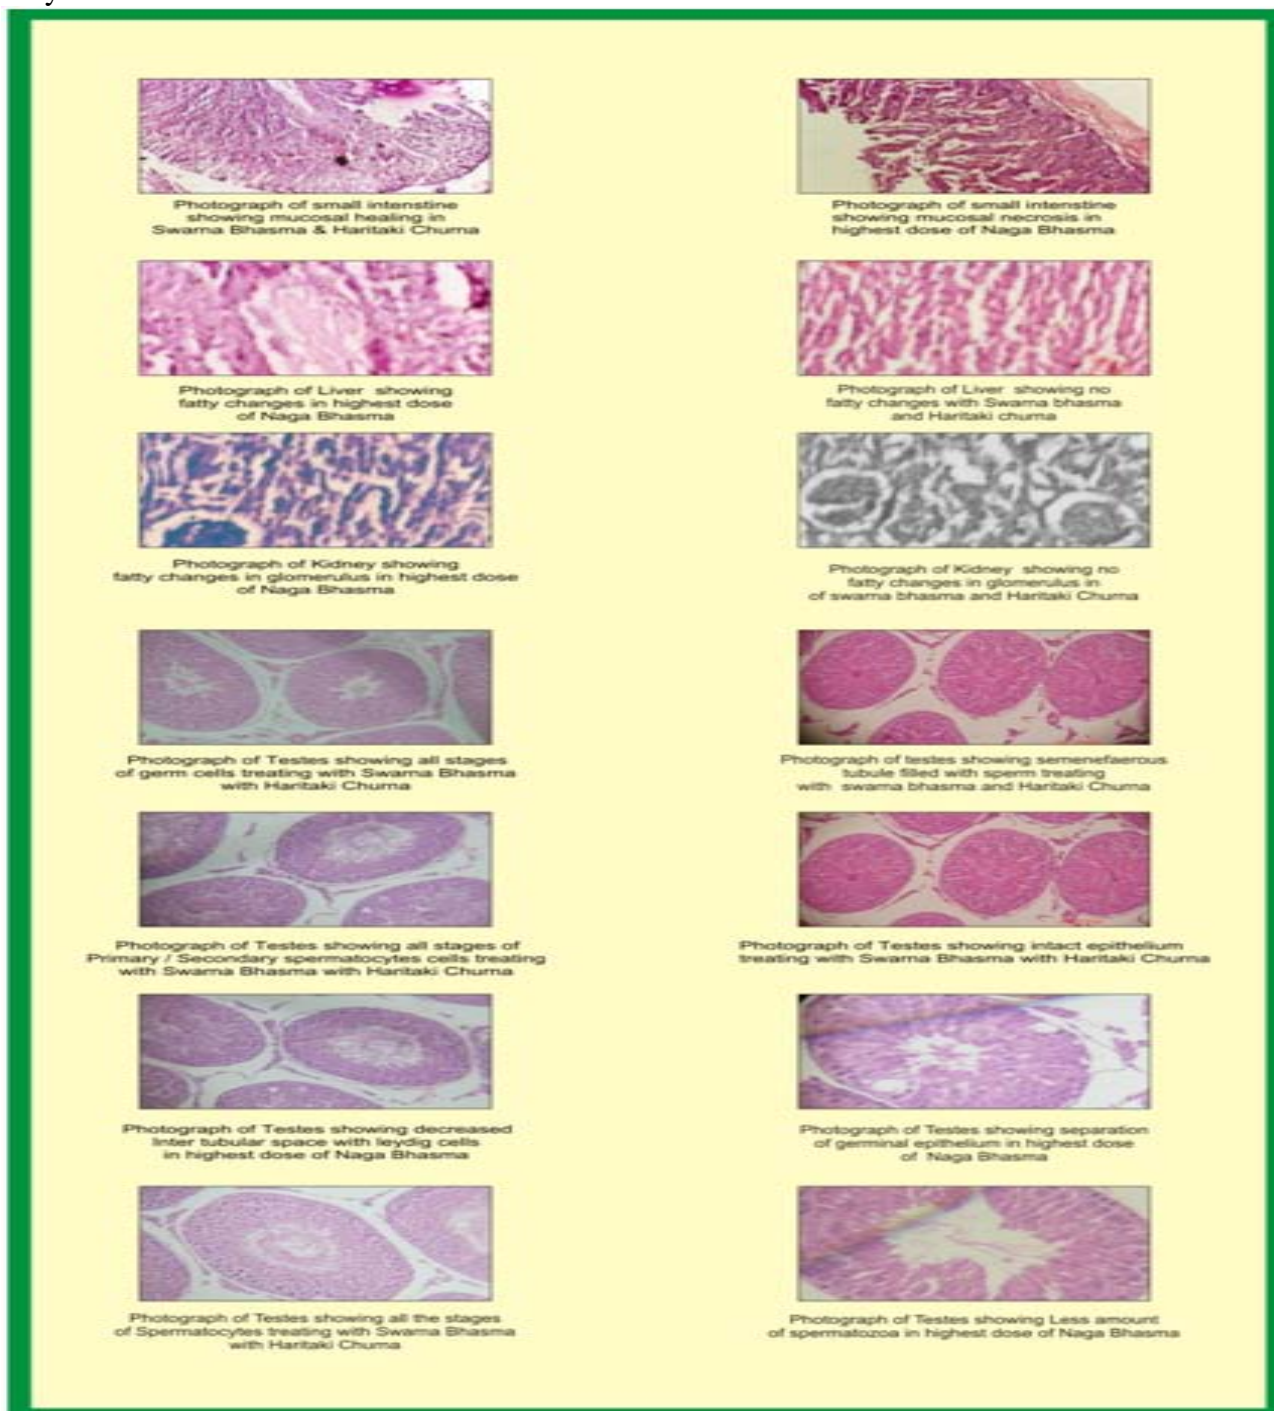 Photograph of small intenstine
showing mucosal healing in
Swarna Bhasma & Haritaki Churna
Photograph of small intenstine
showing mucosal necrosis in
highest dose of Naga Bhasma
Photograph of Liver showing
fatty changes in highest dose
of Naga Bhasma
Photograph of Liver showing no
fatty changes with Swarna bhasma
and Haritaki churna
Photograph of Kidney showing
fatty changes in glomerulus in highest dose
of Naga Bhasma
Photograph of Kidney showing no
fatty changes in glomerulus in
of swarna bhasma and Haritaki Churna
Photograph of Testes showing all stages
of germ cells treating with Swarna Bhasma
with Haritaki Churna
Photograph of testes showing semenefaerous
tubule filled with sperm treating
with swarna bhasma and Haritaki Churna
Photograph of Testes showing all stages of
Primary / Secondary spermatocytes cells treating
with Swarna Bhasma with Haritaki Churna
Photograph of Testes showing intact epithelium
treating with Swarna Bhasma with Haritaki Churna
Photograph of Testes showing decreased
Inter tubular space with leydig cells
in highest dose of Naga Bhasma
Photograph of Testes showing separation
of germinal epithelium in highest dose
of Naga Bhasma
Photograph of Testes showing all the stages
of Spermatocytes treating with Swarna Bhasma
with Haritaki Churna
Photograph of Testes showing Less amount
of spermatozoa in highest dose of Naga Bhasma